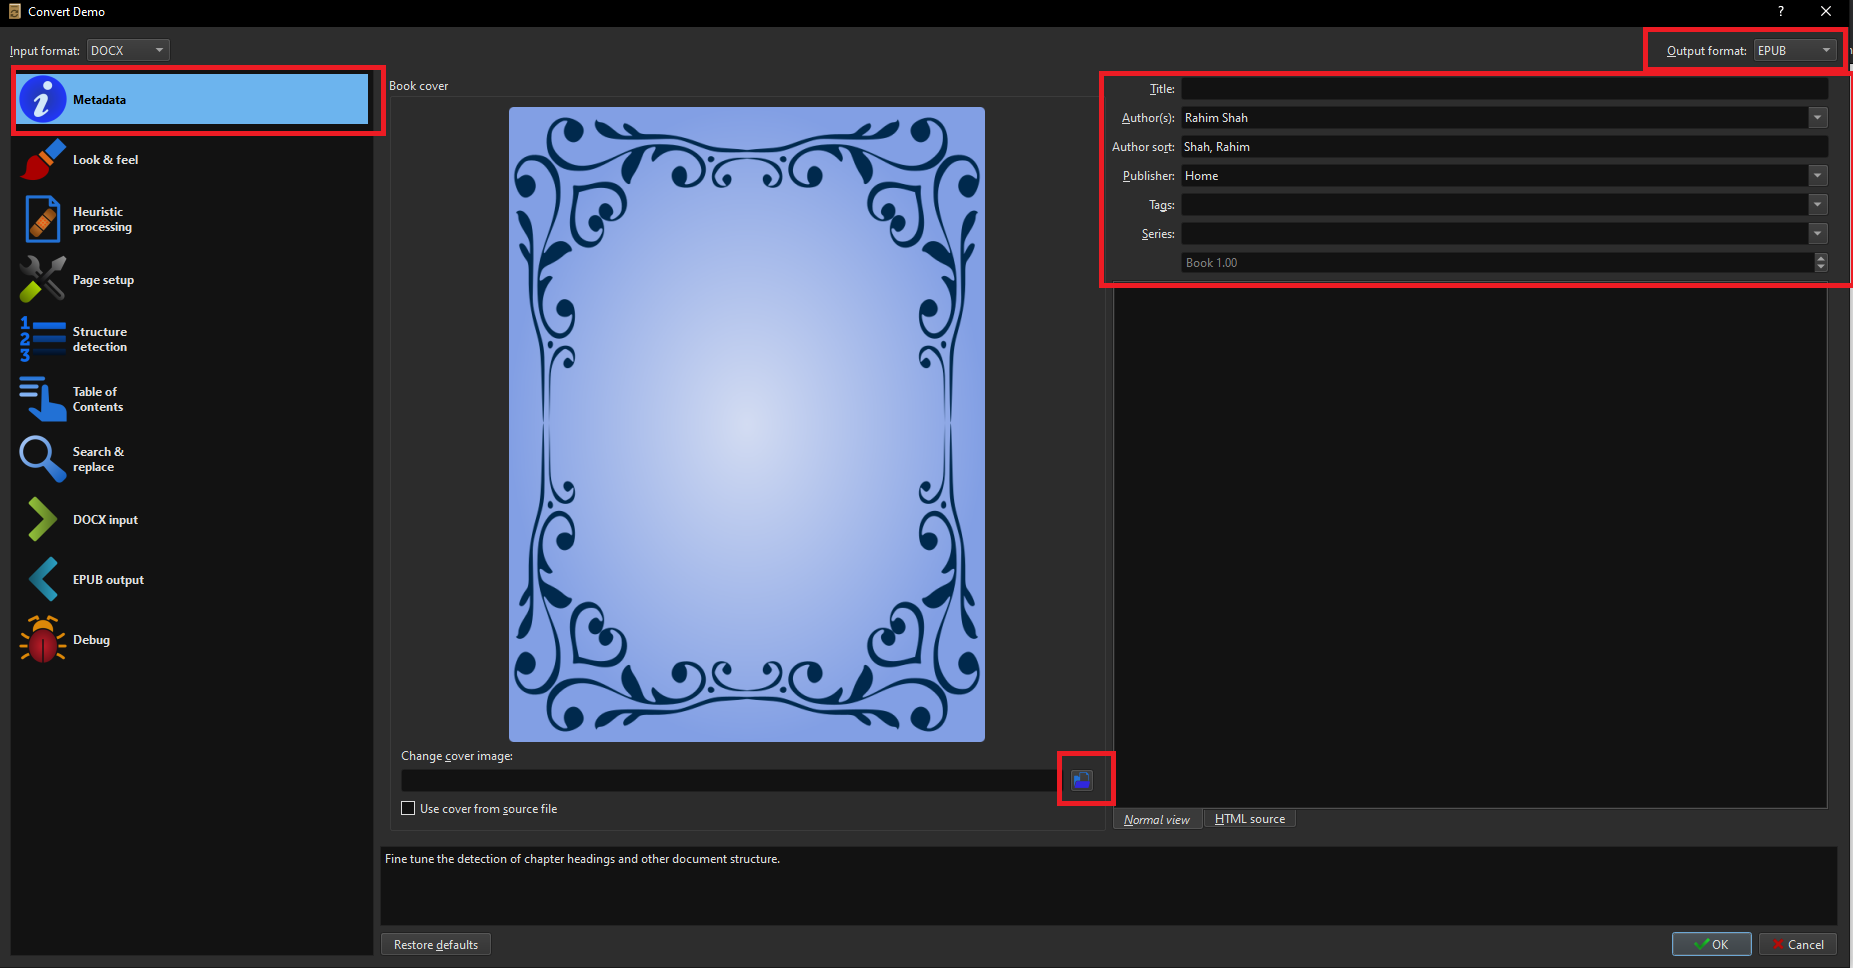 Convert Demo
?
Input format: DOCX
Output format: EPUB
Metadata
Look & feel
Heuristic
processing
Page setup
1
2
3
Structure
detection
Table of
Contents
Search &
replace
DOCX input
EPUB output
Debug
Book cover
Change cover image:
Use cover from source file
Title:
Author(s): Rahim Shah
Author sort: Shah, Rahim
Publisher: Home
Tags:
Series:
Book 1.00
Normal view HTML source
Fine tune the detection of chapter headings and other document structure.
Restore defaults
OK Cancel